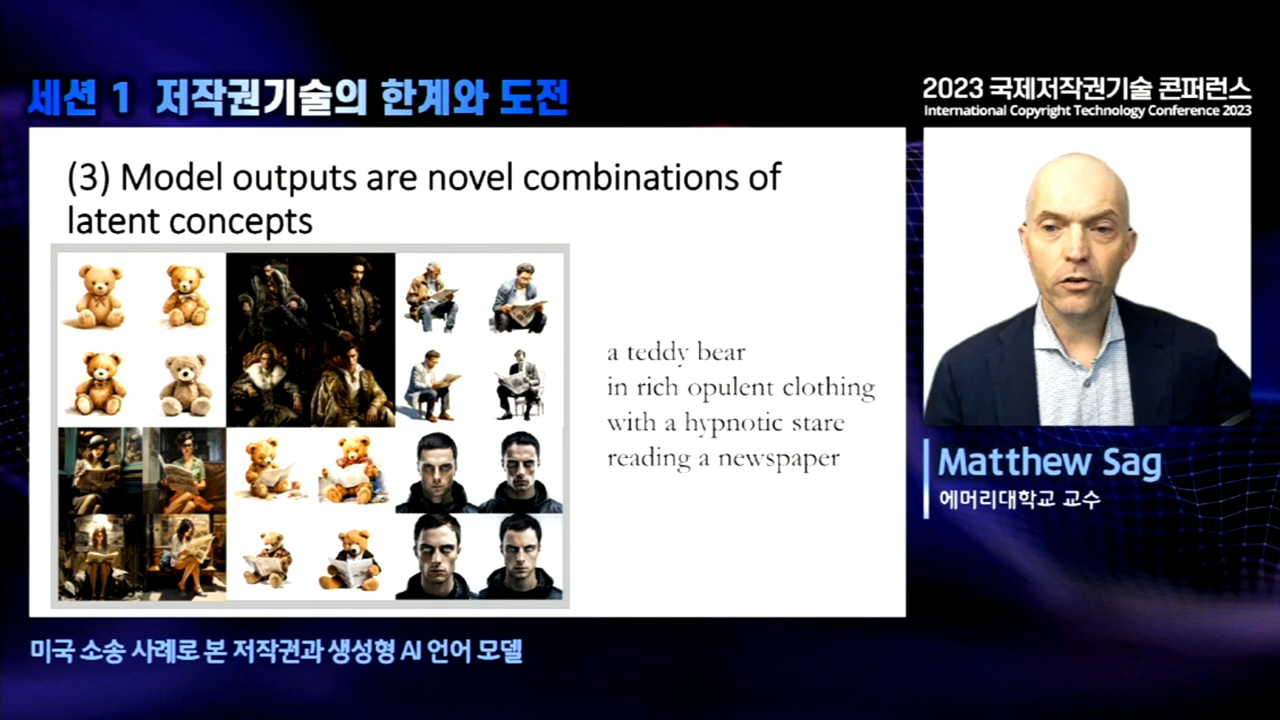 세션 1 저작권기술의 한계와 도전
2023 국제저작권기술 콘퍼런스
International Copyright Technology Conference 2023
(3) Model outputs are novel combinations of
latent concepts
a teddy bear
in rich opulent clothing
with a hypnotic stare
reading a newspaper
Matthew Sag
에머리대학교 교수
미국 소송 사례로 본 저작권과 생성형 AI 언어 모델